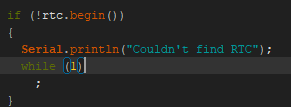 if (!rtc.begin())
{
Serial.println("Couldn't find RTC");
while (1)
;
}